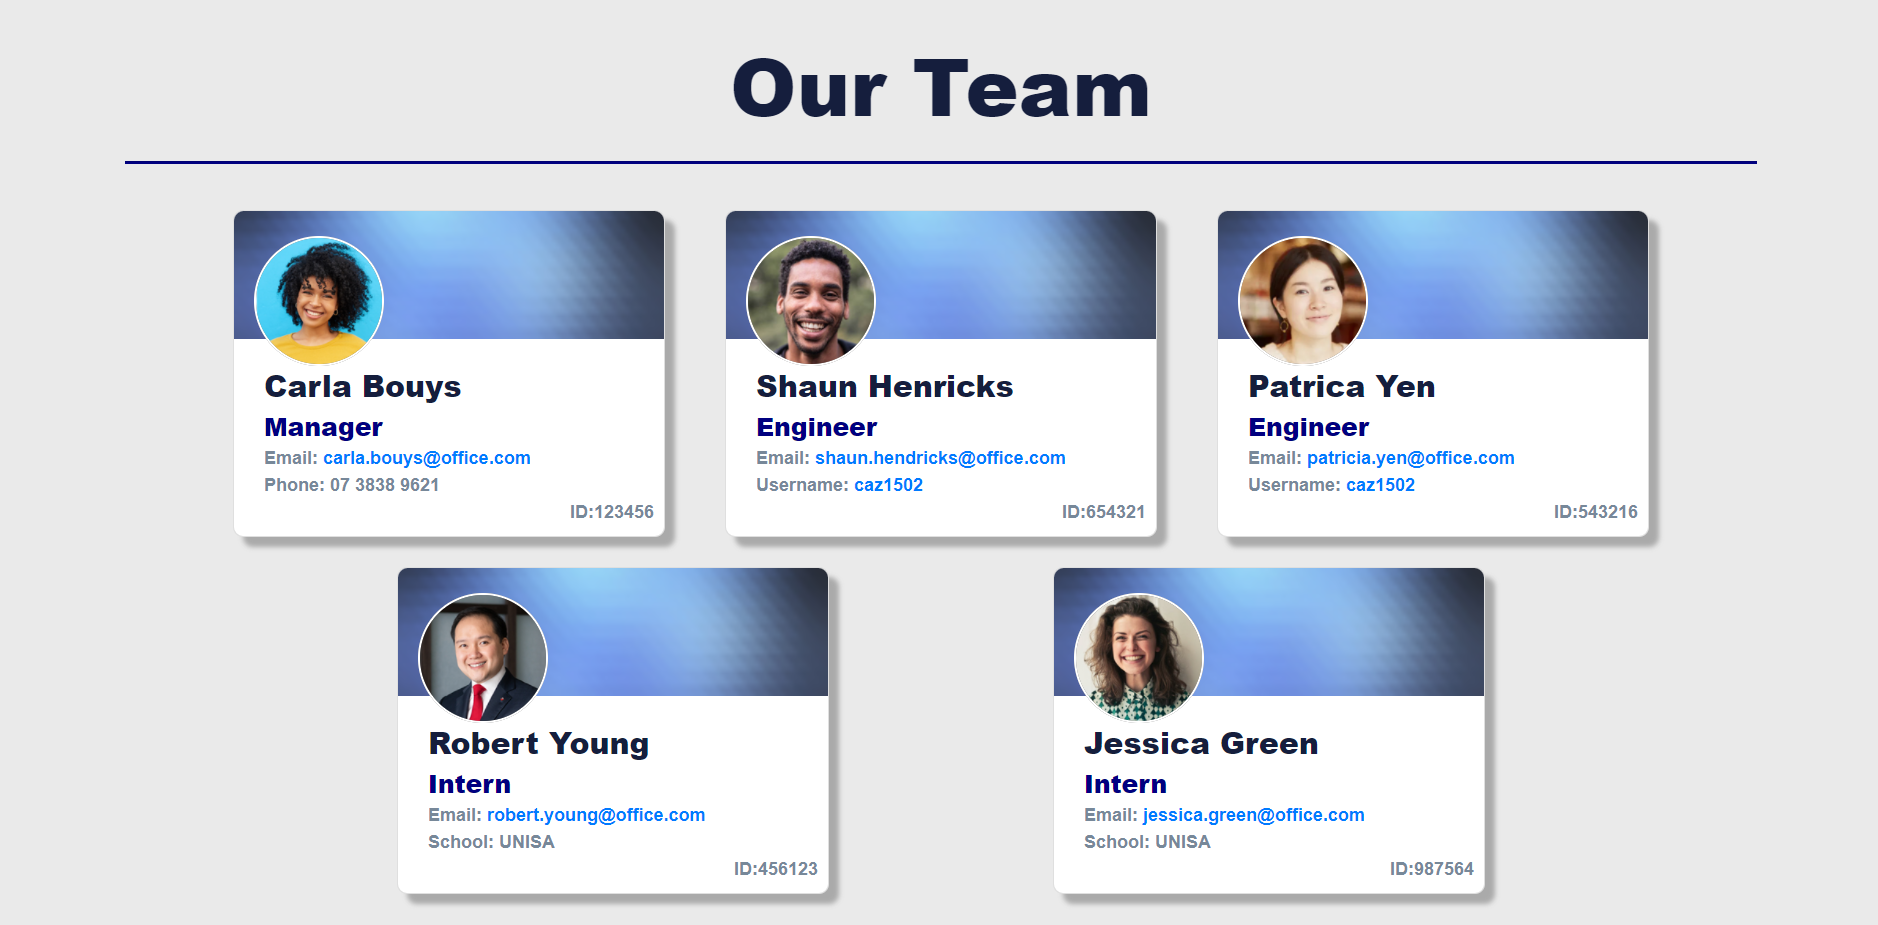 Our Team
Carla Bouys
Manager
Email: carla.bouys@office.com
Phone: 07 3838 9621
ID:123456
Shaun Henricks
Engineer
Email: shaun.hendricks@office.com
Username: caz1502
ID:654321
Patrica Yen
Engineer
Email: patricia.yen@office.com
Username: caz1502
ID:543216
Robert Young
Intern
Email: robert.young@office.com
School: UNISA
ID:456123
Jessica Green
Intern
Email: jessica.green@office.com
School: UNISA
ID:987564